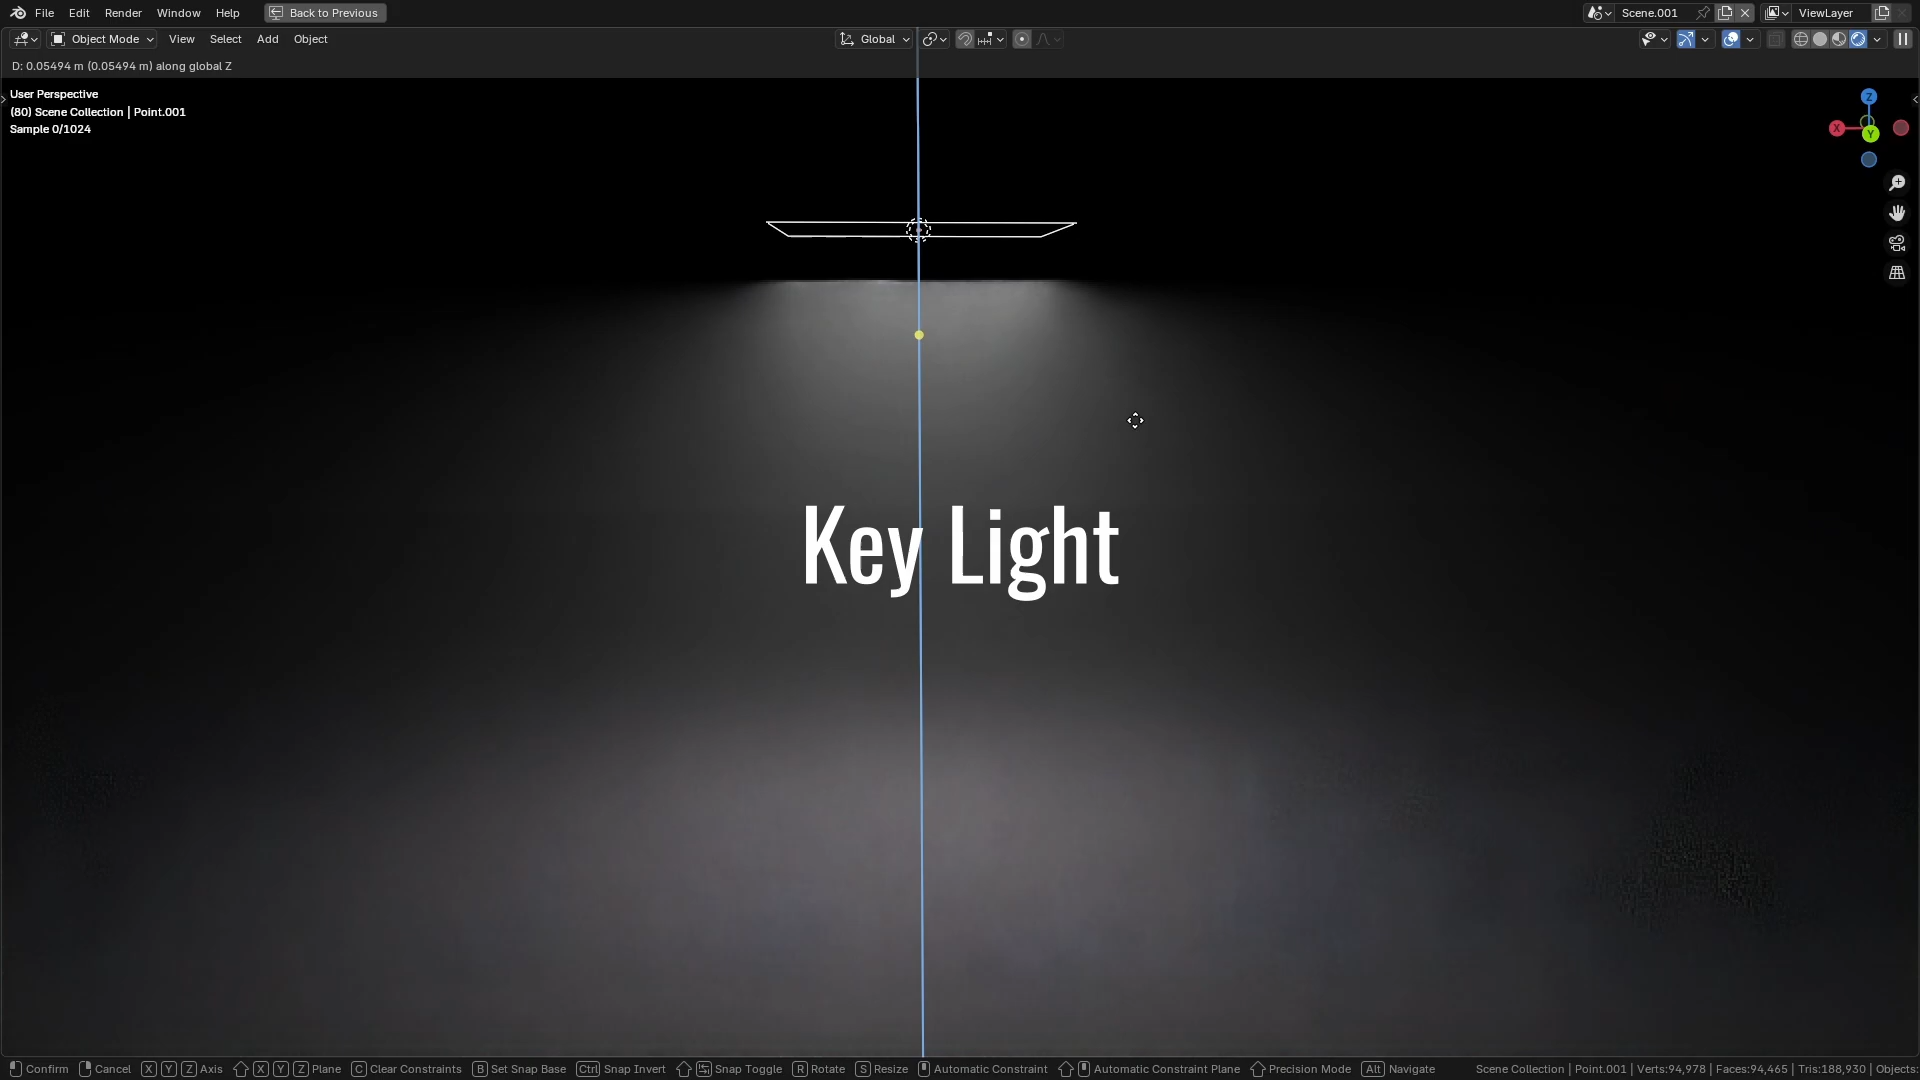 File Edit Render Window Help Back to Previous Scene.001 ViewLayer
Object Mode View Select Add Object Global
D: 0.05494 m (0.05494 m) along global Z
User Perspective
(80) Scene Collection | Point.001
Sample 0/1024
Z
X
Y
Key Light
Confirm Cancel X Y Z Axis X Y Z Plane C Clear Constraints B Set Snap Base Ctrl Snap Invert Snap Toggle R Rotate S Resize Automatic Constraint Automatic Constraint Plane Precision Mode Alt Navigate Scene Collection | Point.001 | Verts:94,978 | Faces:94,465 | Tris:188,930 | Objects: